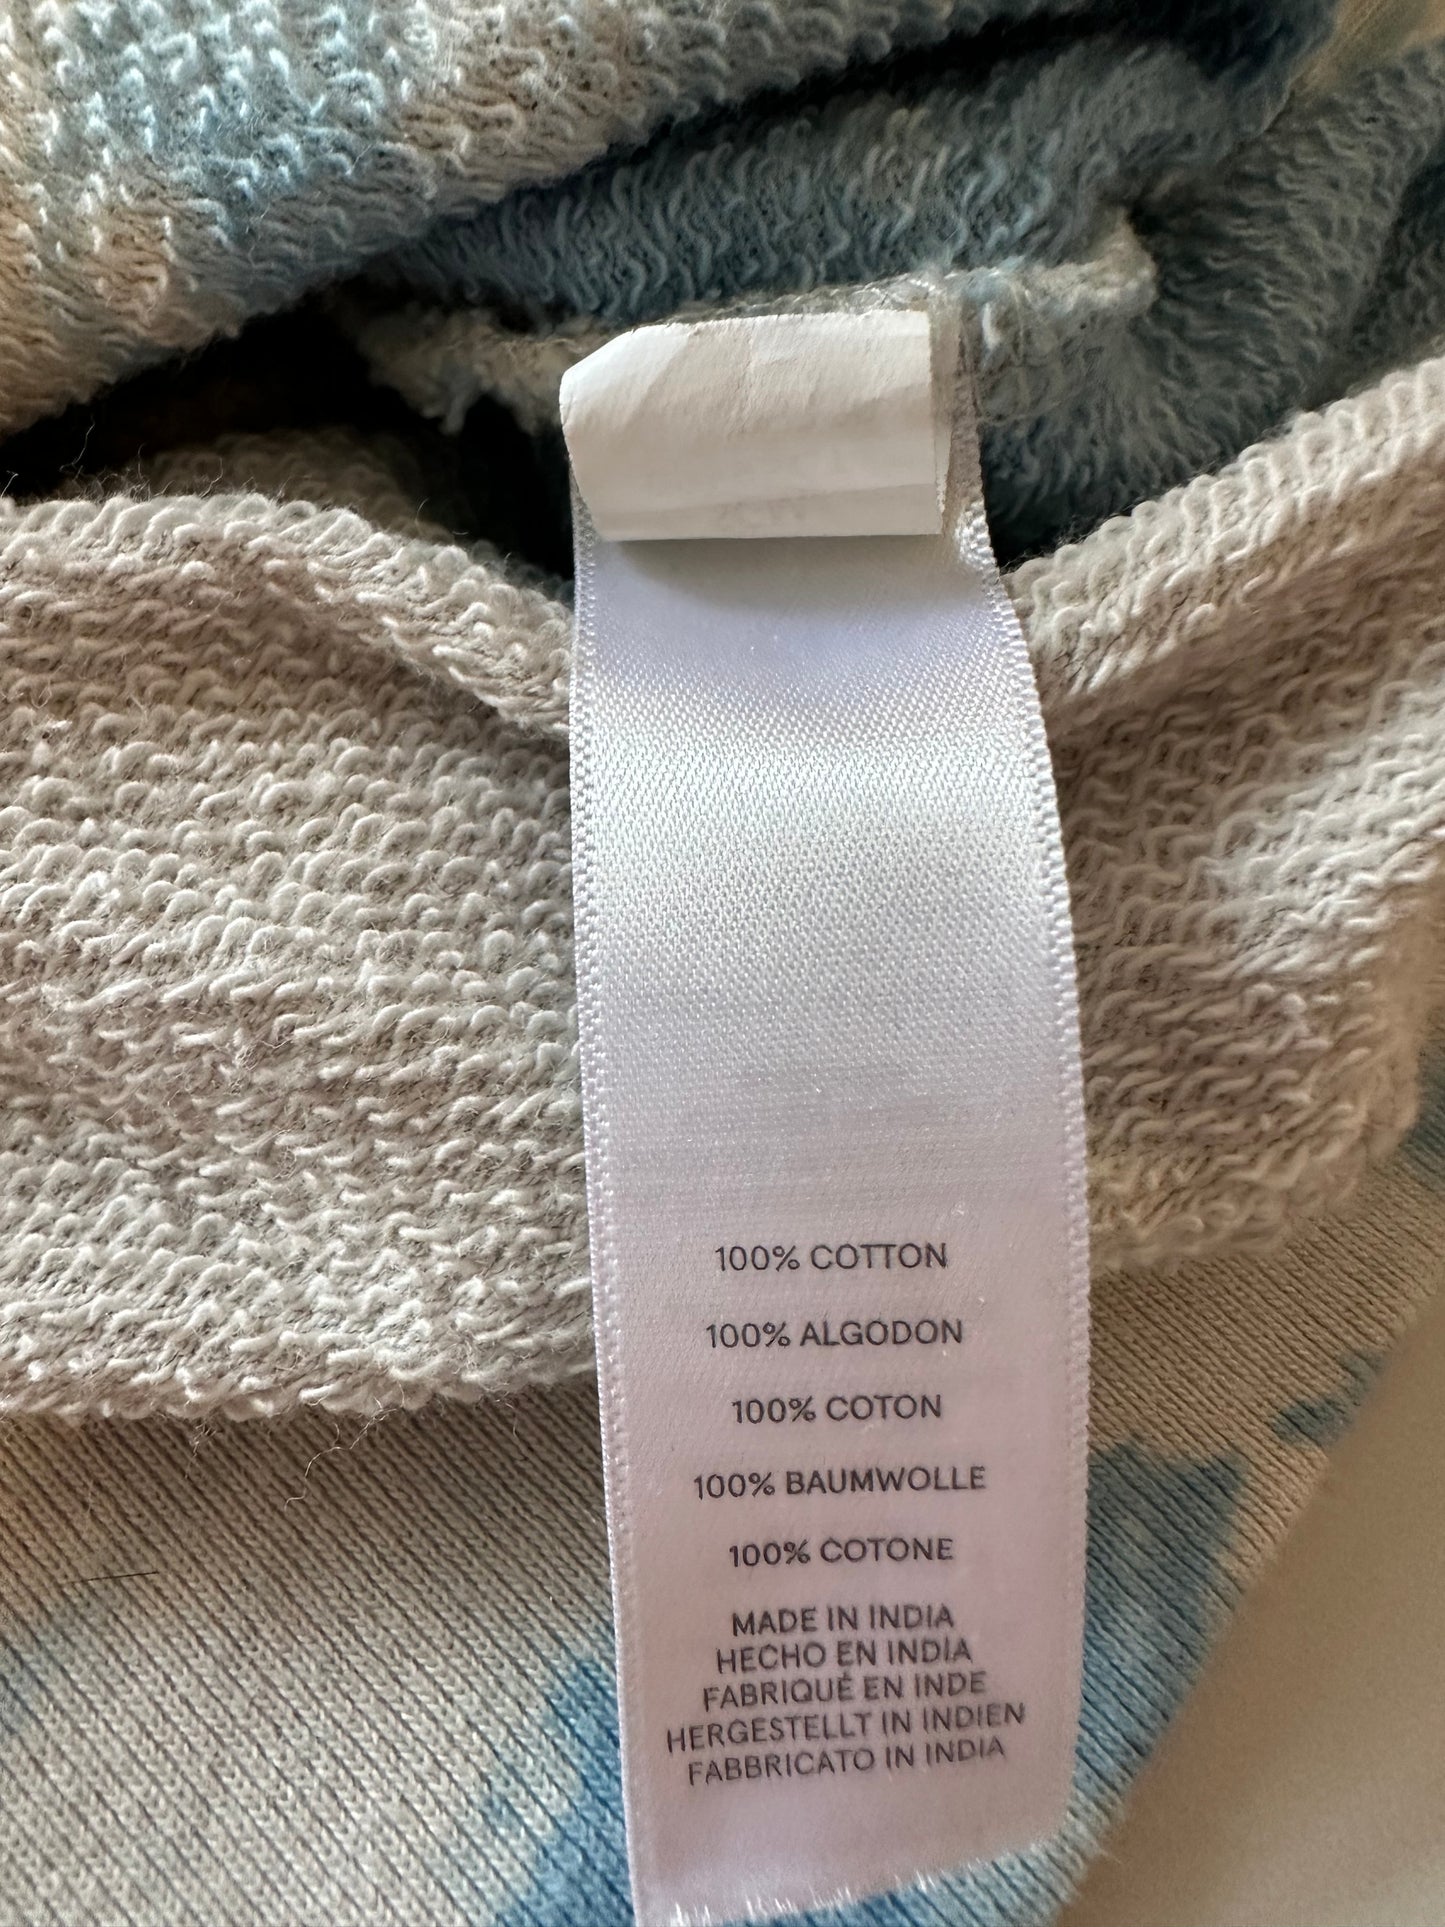 100% COTTON
100% ALGODON
100% COTON
100% BAUMWOLLE
100% COTONE
MADE IN INDIA
HECHO EN INDIA
FABRIQUÉ EN INDE
HERGESTELLT IN INDIEN
FABBRICATO IN INDIA